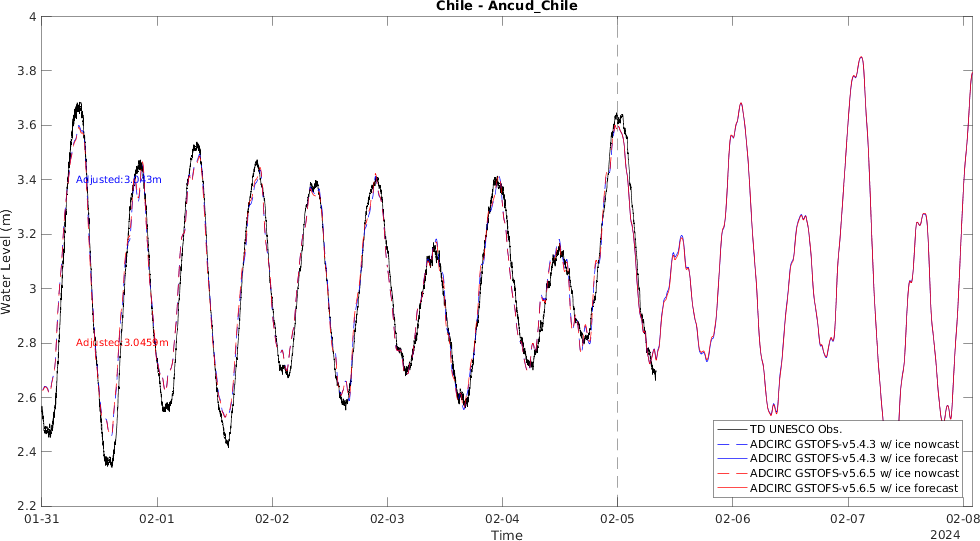 Chile - Ancud_Chile
Water Level (m)
4
3.8
3.6
3.4
3.2
3
2.8
2.6
2.4
2.2
Adjusted:3.043m
Adjusted:3.0459m
TD UNESCO Obs.
ADCIRC GSTOFS-v5.4.3 w/ ice nowcast
ADCIRC GSTOFS-v5.4.3 w/ ice forecast
ADCIRC GSTOFS-v5.6.5 w/ ice nowcast
ADCIRC GSTOFS-v5.6.5 w/ ice forecast
01-31 02-01 02-02 02-03 02-04 02-05 02-06 02-07 02-08
Time
2024